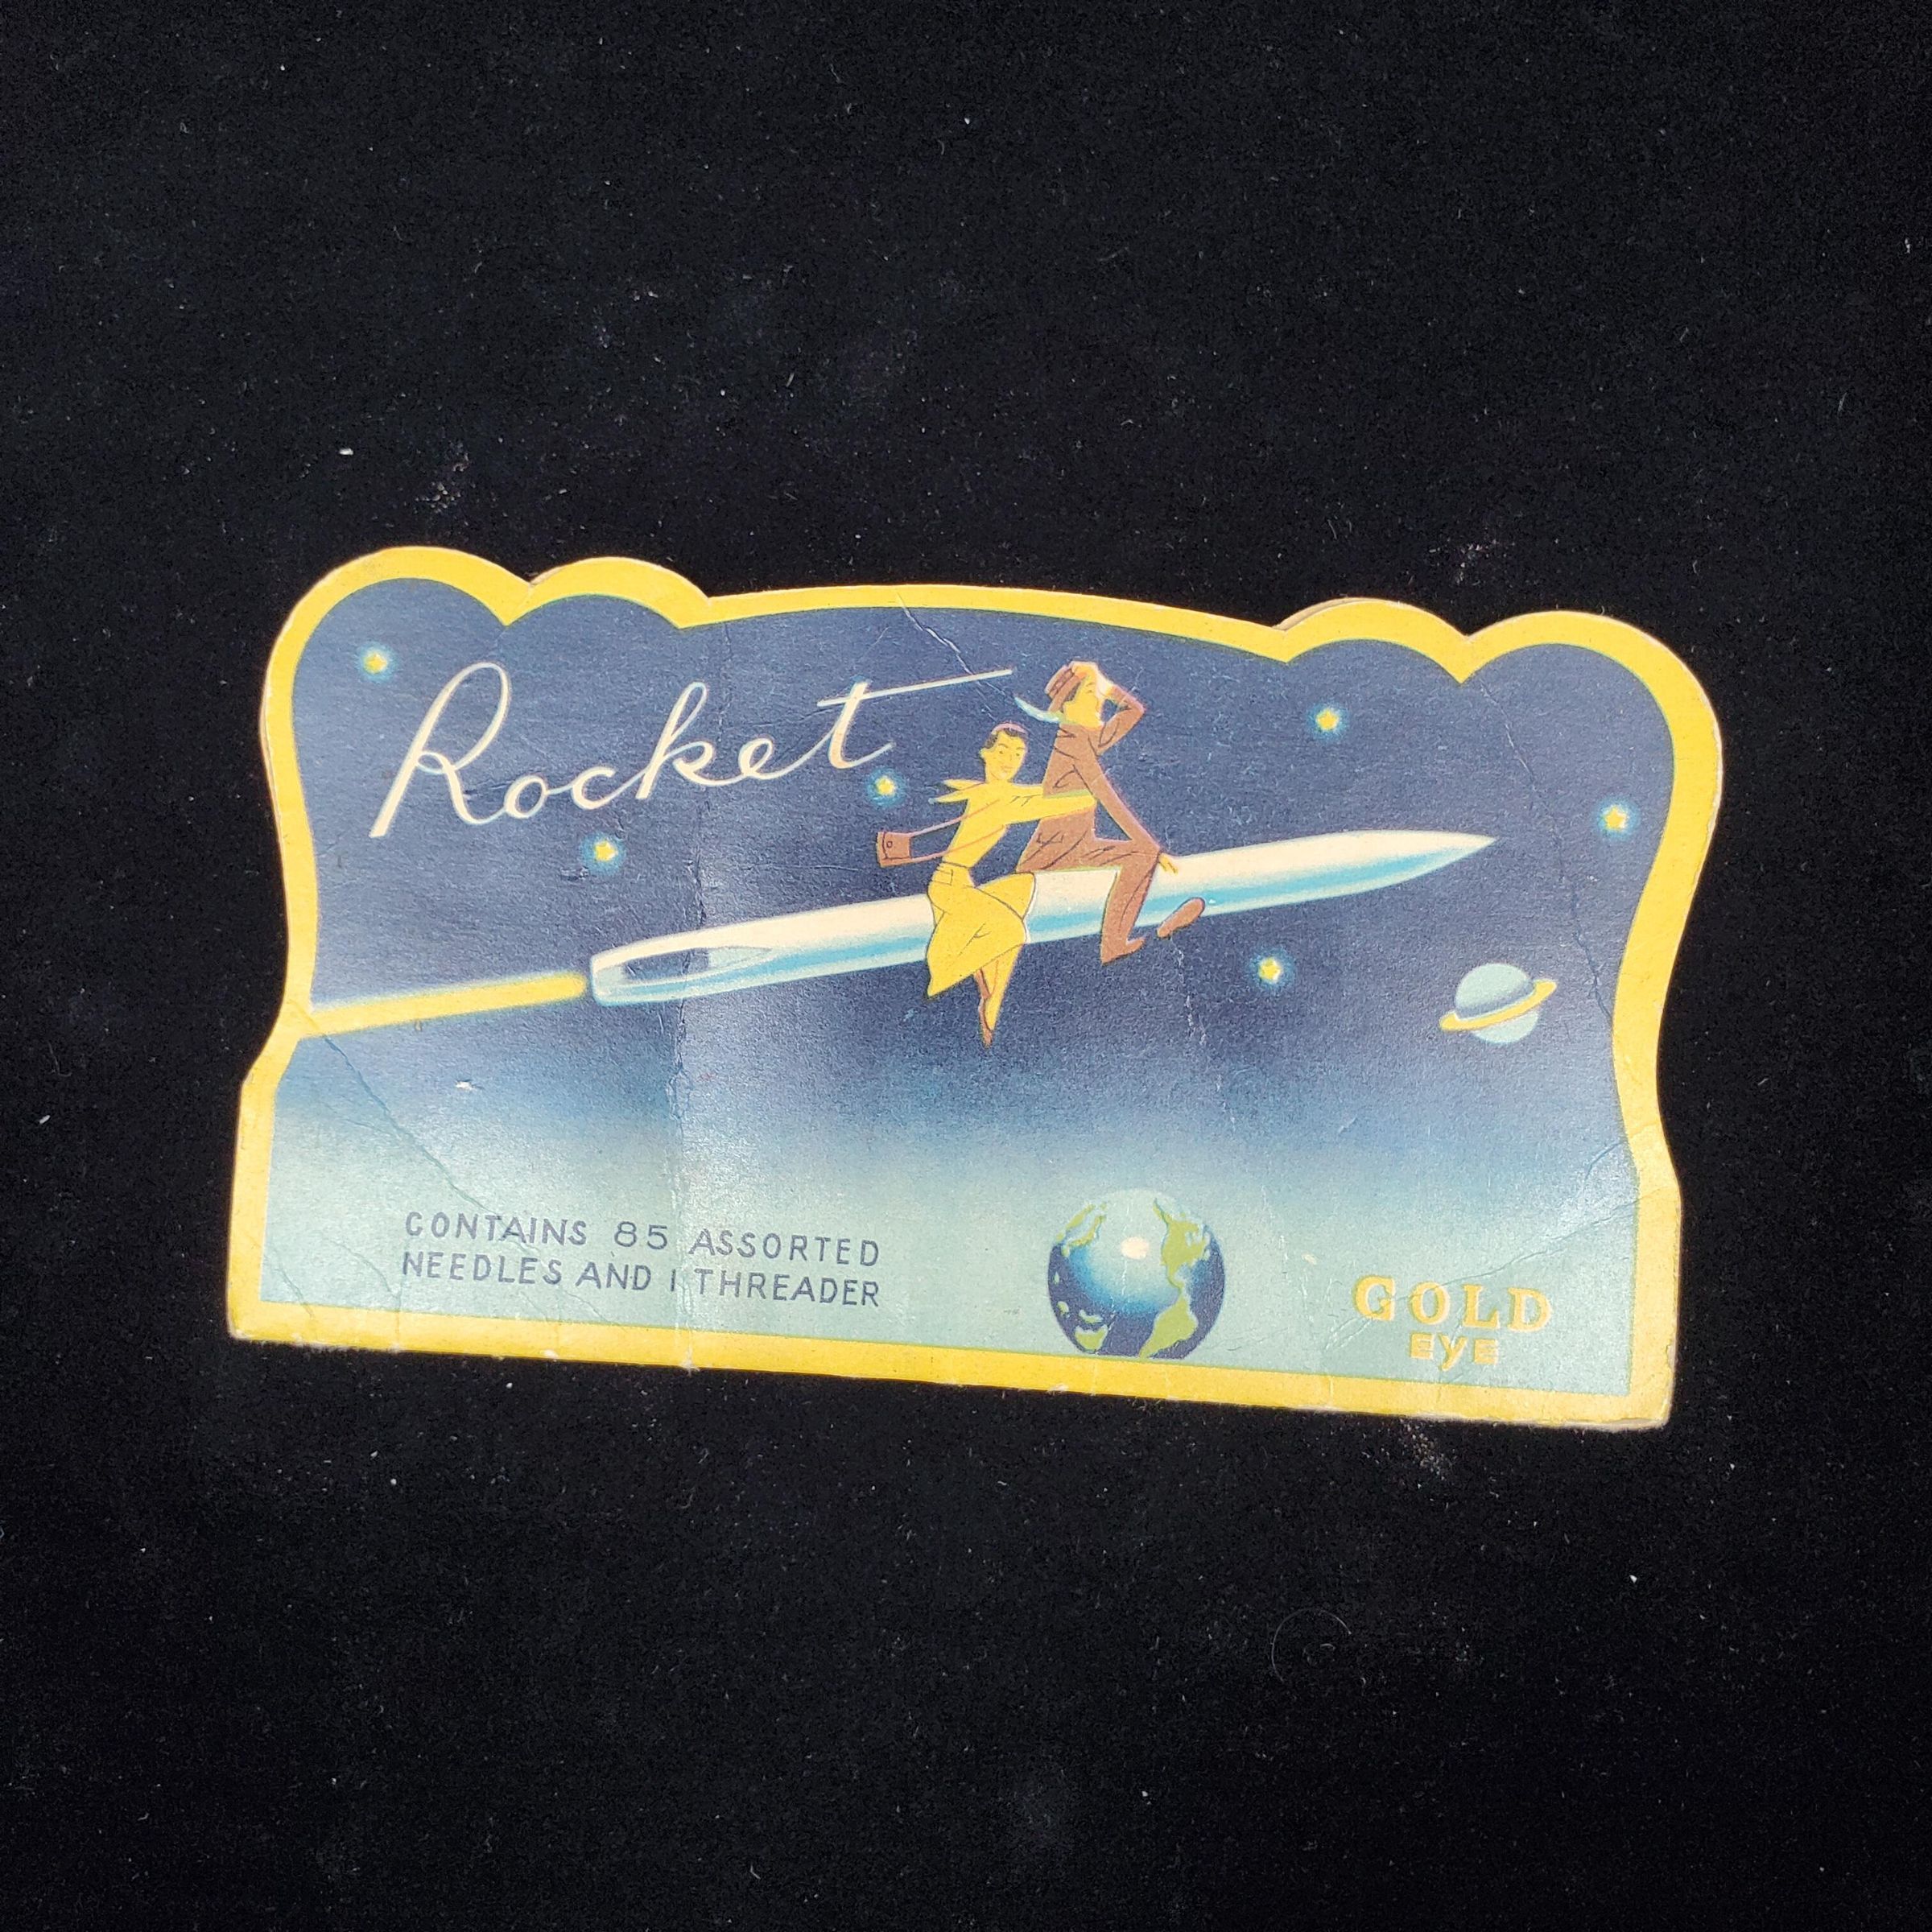 Rocket
CONTAINS 85 ASSORTED
NEEDLES AND 1 THREADER
GOLD
EYE